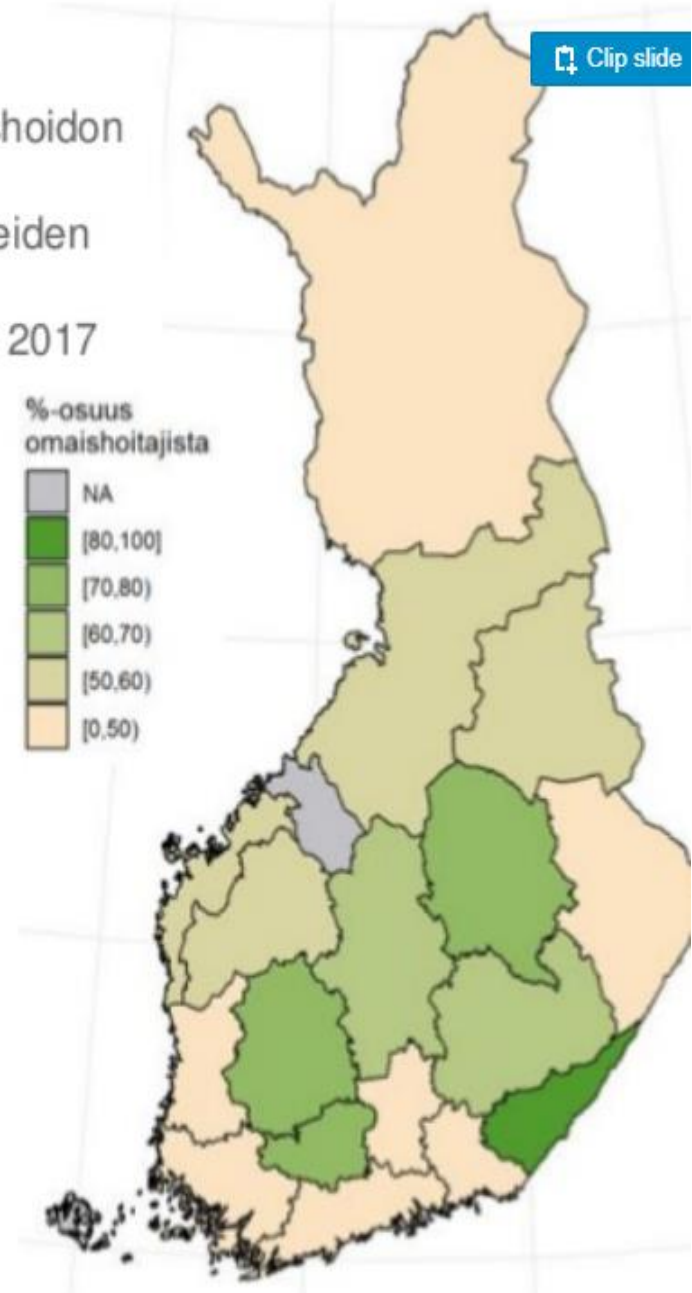 Clip slide
hoidon
eiden
2017
%-osuus
omaishoitajista
NA
[80,100]
[70,80)
[60,70)
[50,60)
[0,50)